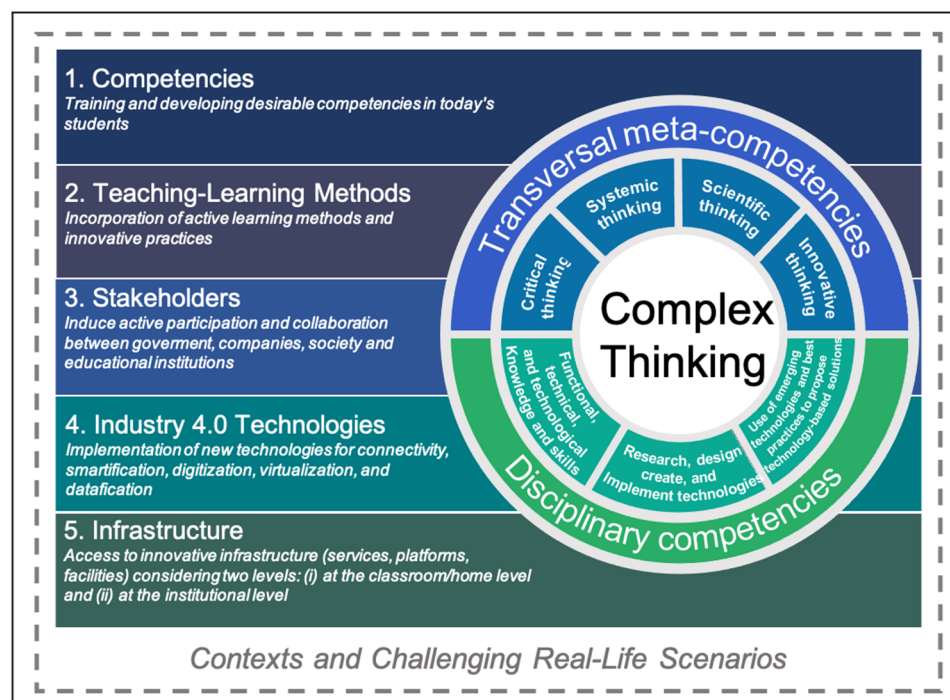 1. Competencies
Training and developing desirable competencies in today's
students
2. Teaching-Learning Methods
Incorporation of active learning methods and
innovative practices
3. Stakeholders
Induce active participation and collaboration
between goverment, companies, society and
educational institutions
4. Industry 4.0 Technologies
Implementation of new technologies for connectivity,
smartification, digitization, virtualization, and
datafication
5. Infrastructure
Access to innovative infrastructure (services, platforms,
facilities) considering two levels: (i) at the classroom/home level
and (ii) at the institutional level
Transversal meta-competencies
Critical
thinking
Systemic
thinking
Scientific
thinking
Innovative
thinking
Complex
Thinking
Functional,
technical,
and technological
Knowledge and skills
Research, design
create, and
Implement technologies
Use of emerging
technologies and best
practices to propose
technology-based solutions
Disciplinary competencies
Contexts and Challenging Real-Life Scenarios